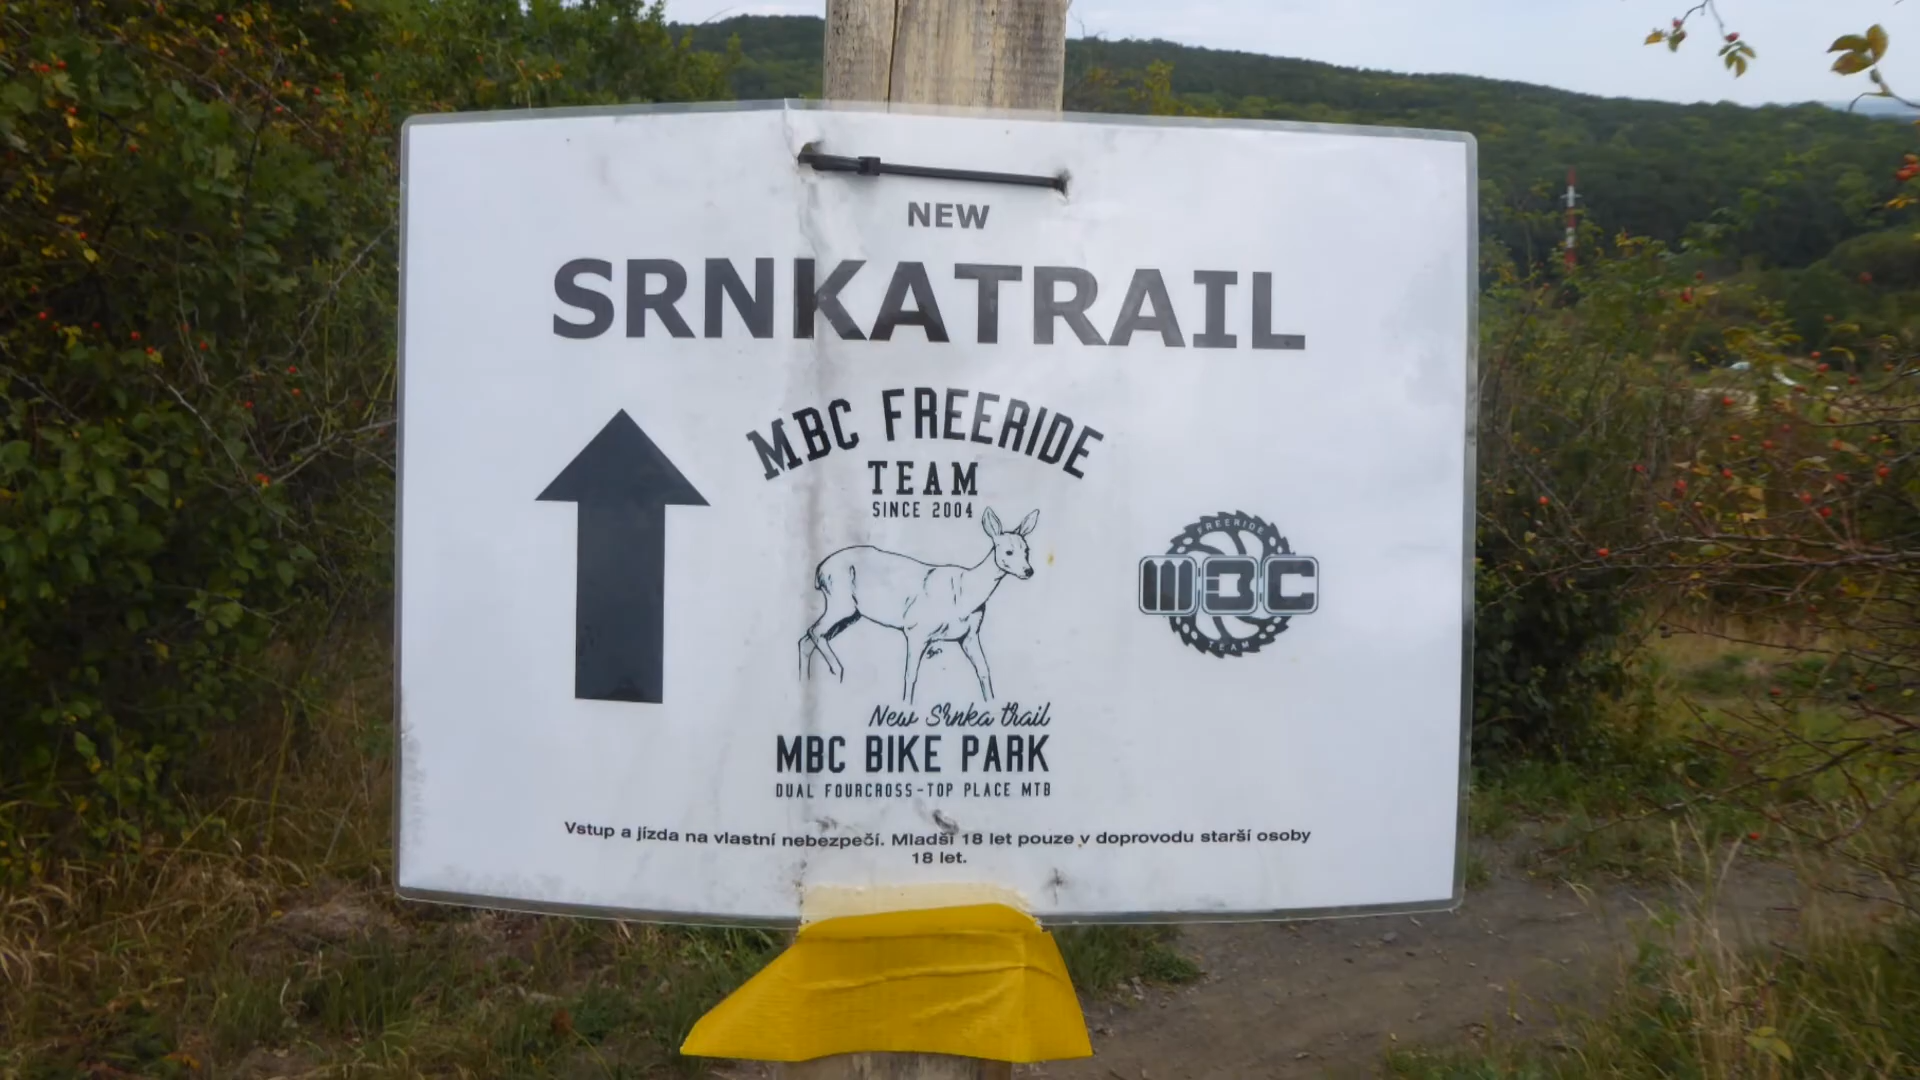 NEW
SRNKATRAIL
MBC FREERIDE
TEAM
SINCE 2004
FREERIDE
MBC
TEAM
New Srnka trail
MBC BIKE PARK
DUAL FOURCROSS-TOP PLACE MTB
Vstup a jízda na vlastní nebezpečí. Mladší 18 let pouze v doprovodu starší osoby
18 let.